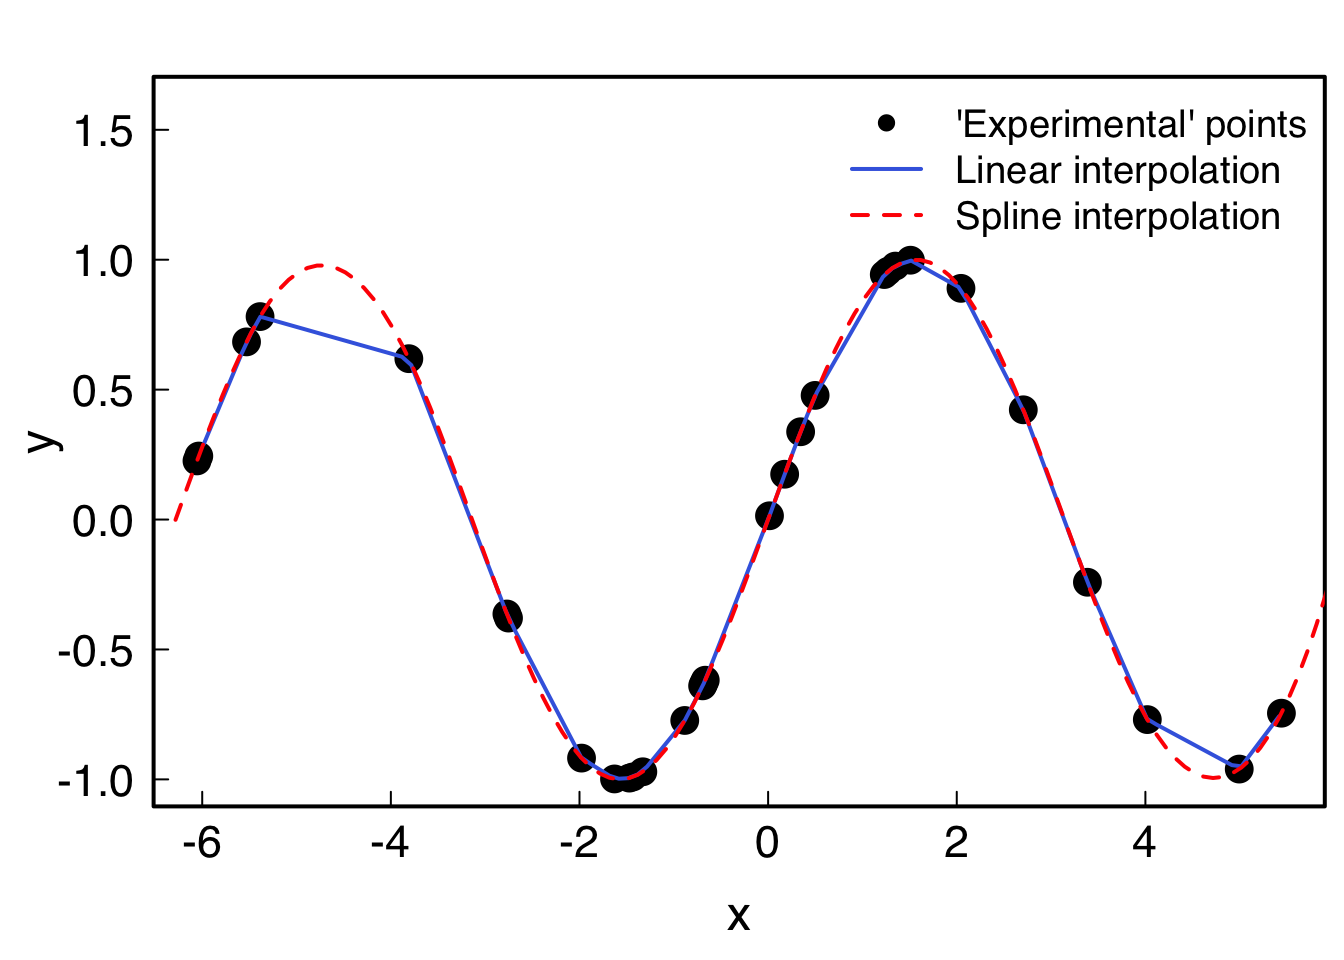 'Experimental' points
Linear interpolation
Spline interpolation
1.5
1.0
0.5
0.0
-0.5
-1.0
y
-6 -4 -2 0 2 4
x